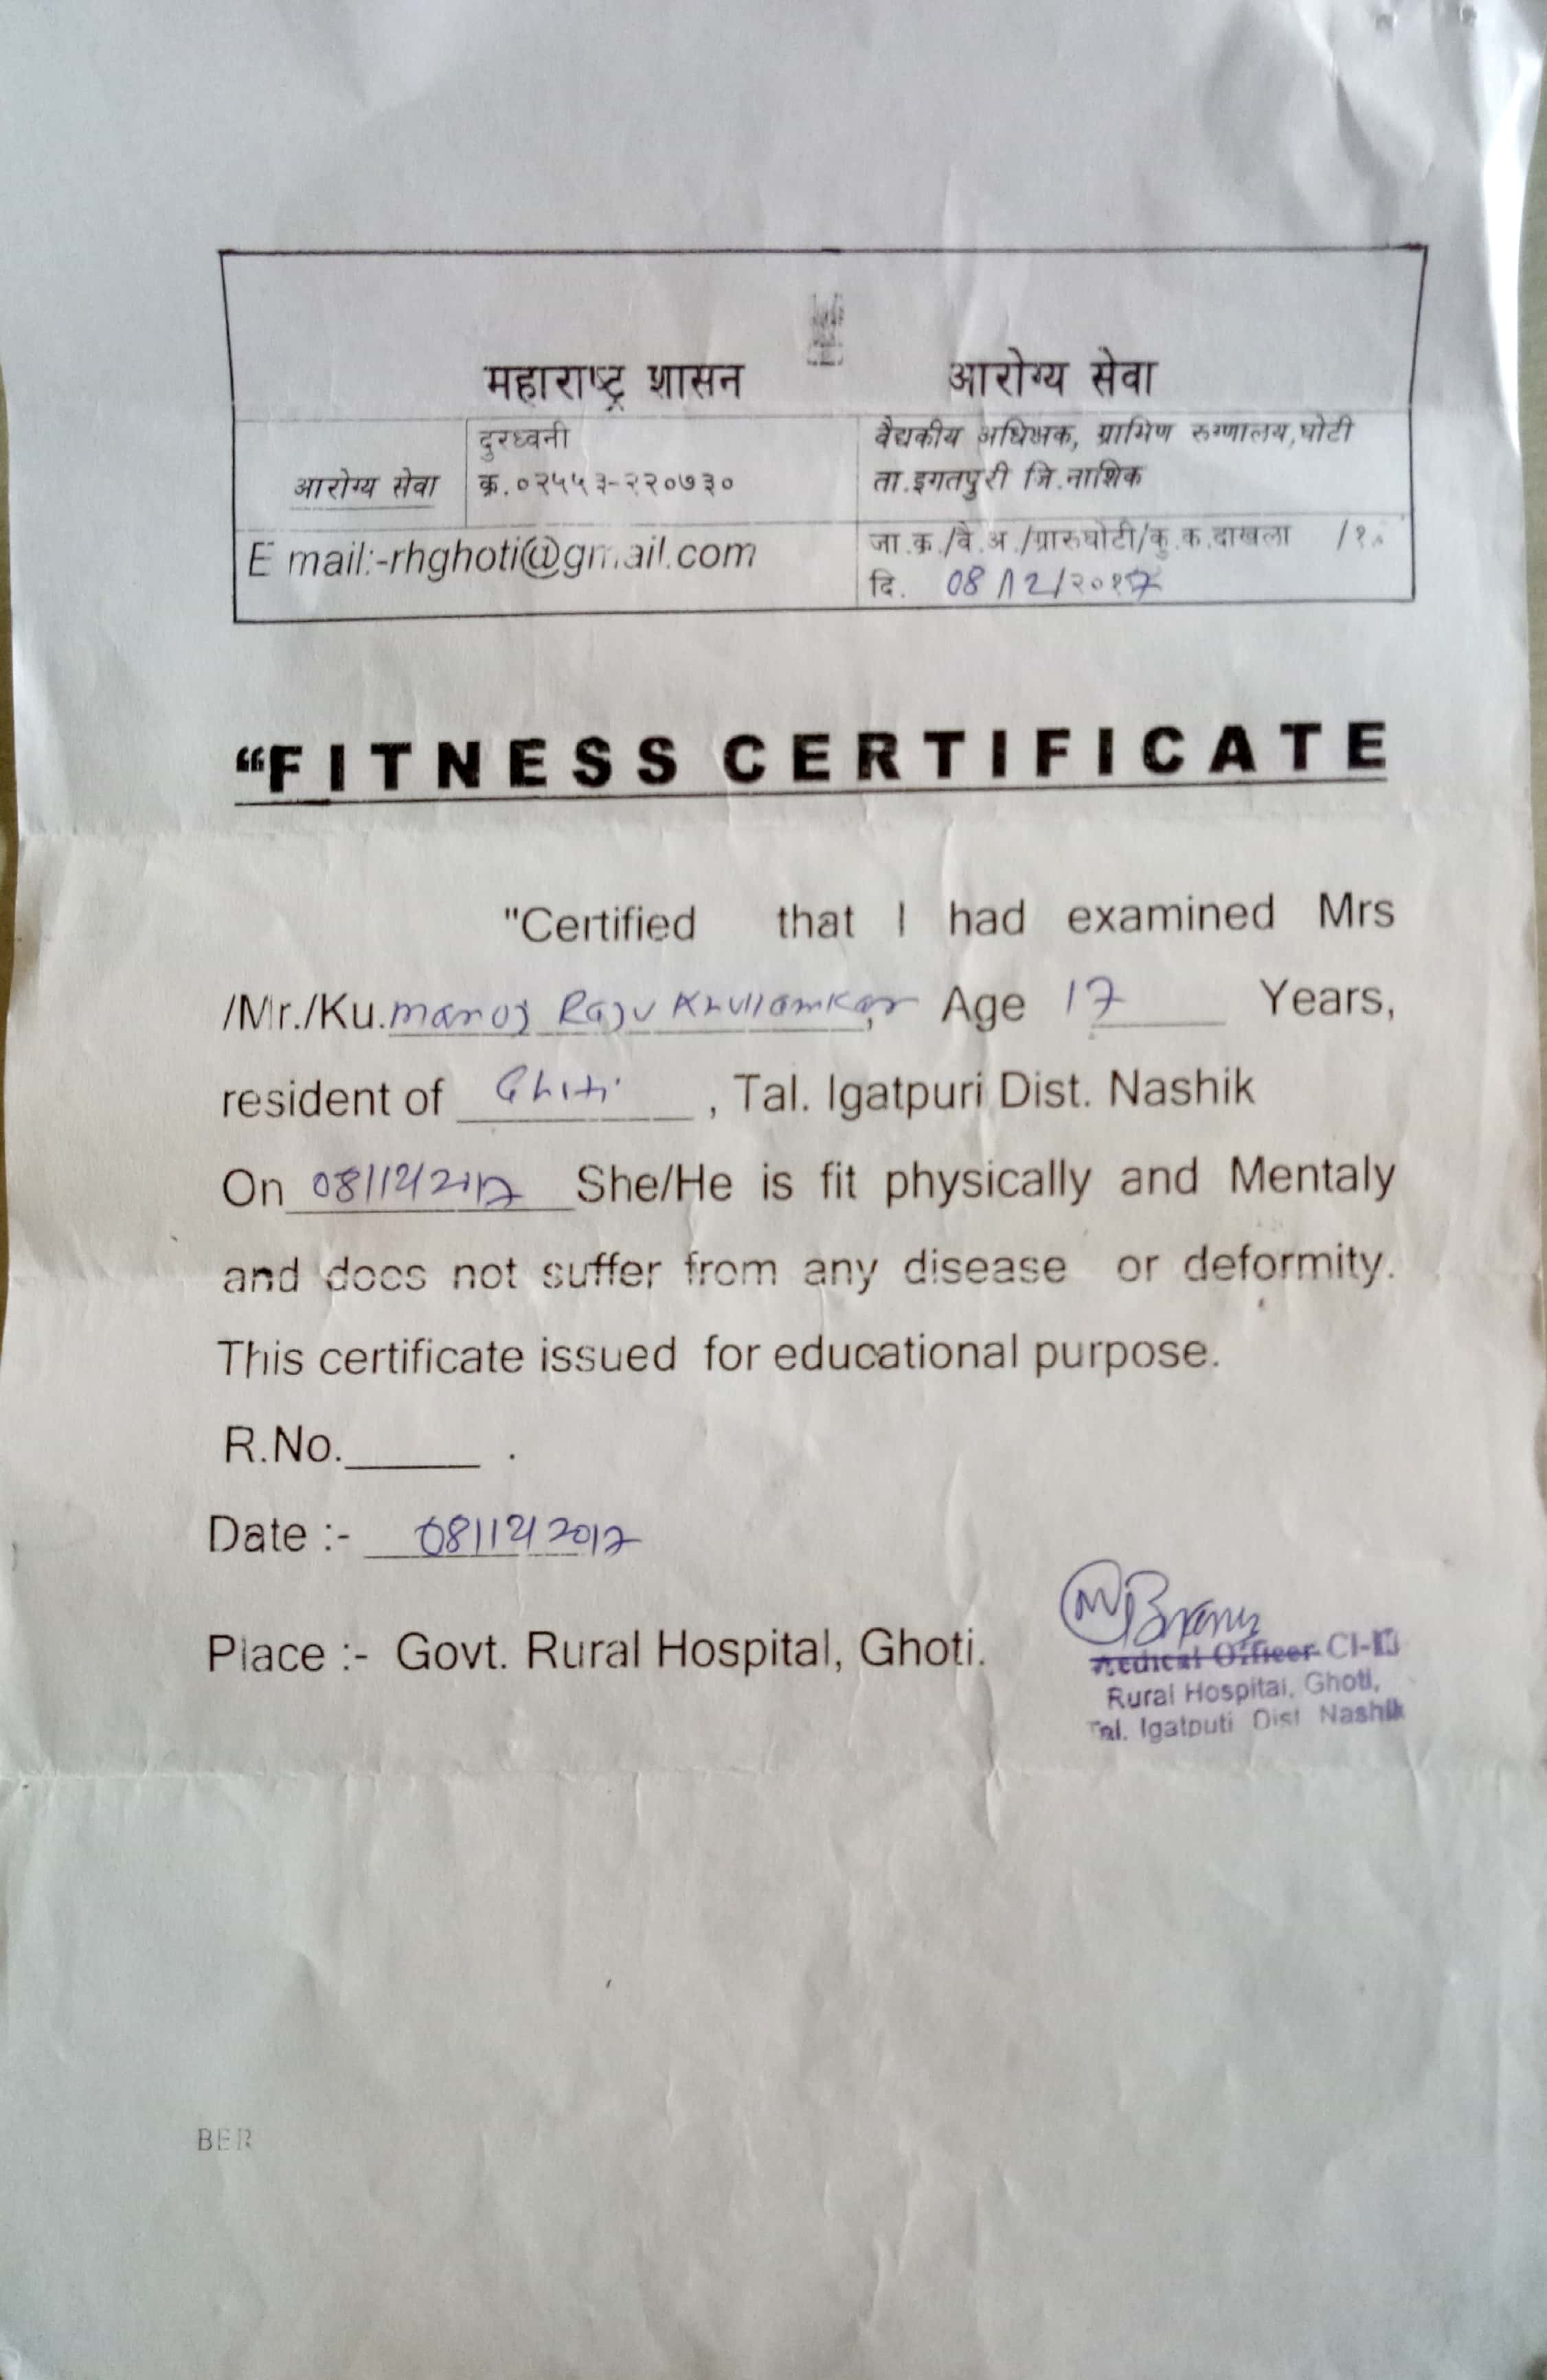 महाराष्ट्र शासन आरोग्य सेवा
आरोग्य सेवा
दुरध्वनी
क्र.०२५५३-२२०७३०
वैद्यकीय अधिक्षक, ग्रामिण रुग्णालय,घोटी
ता.इगतपुरी जि.नाशिक
E mail:-rhghoti@gmail.com
जा.क्र./वै.अ./ग्रारुघोटी/कु.क.दाखला
दि. 08/12/२०१7
“FITNESS CERTIFICATE
"Certified that I had examined Mrs
/Mr./Ku. Manoj Raju Age 17 Years,
resident of Ghoti, Tal. Igatpuri Dist. Nashik
On 08/12/2017 She/He is fit physically and Mentaly
and does not suffer from any disease or deformity.
This certificate issued for educational purpose.
R.No. .
Date :- 08/12/2017
Place :- Govt. Rural Hospital, Ghoti.
Medical Officer Cl-
Rural Hospital, Ghoti,
Tal. Igatputi Dist Nashik
BER